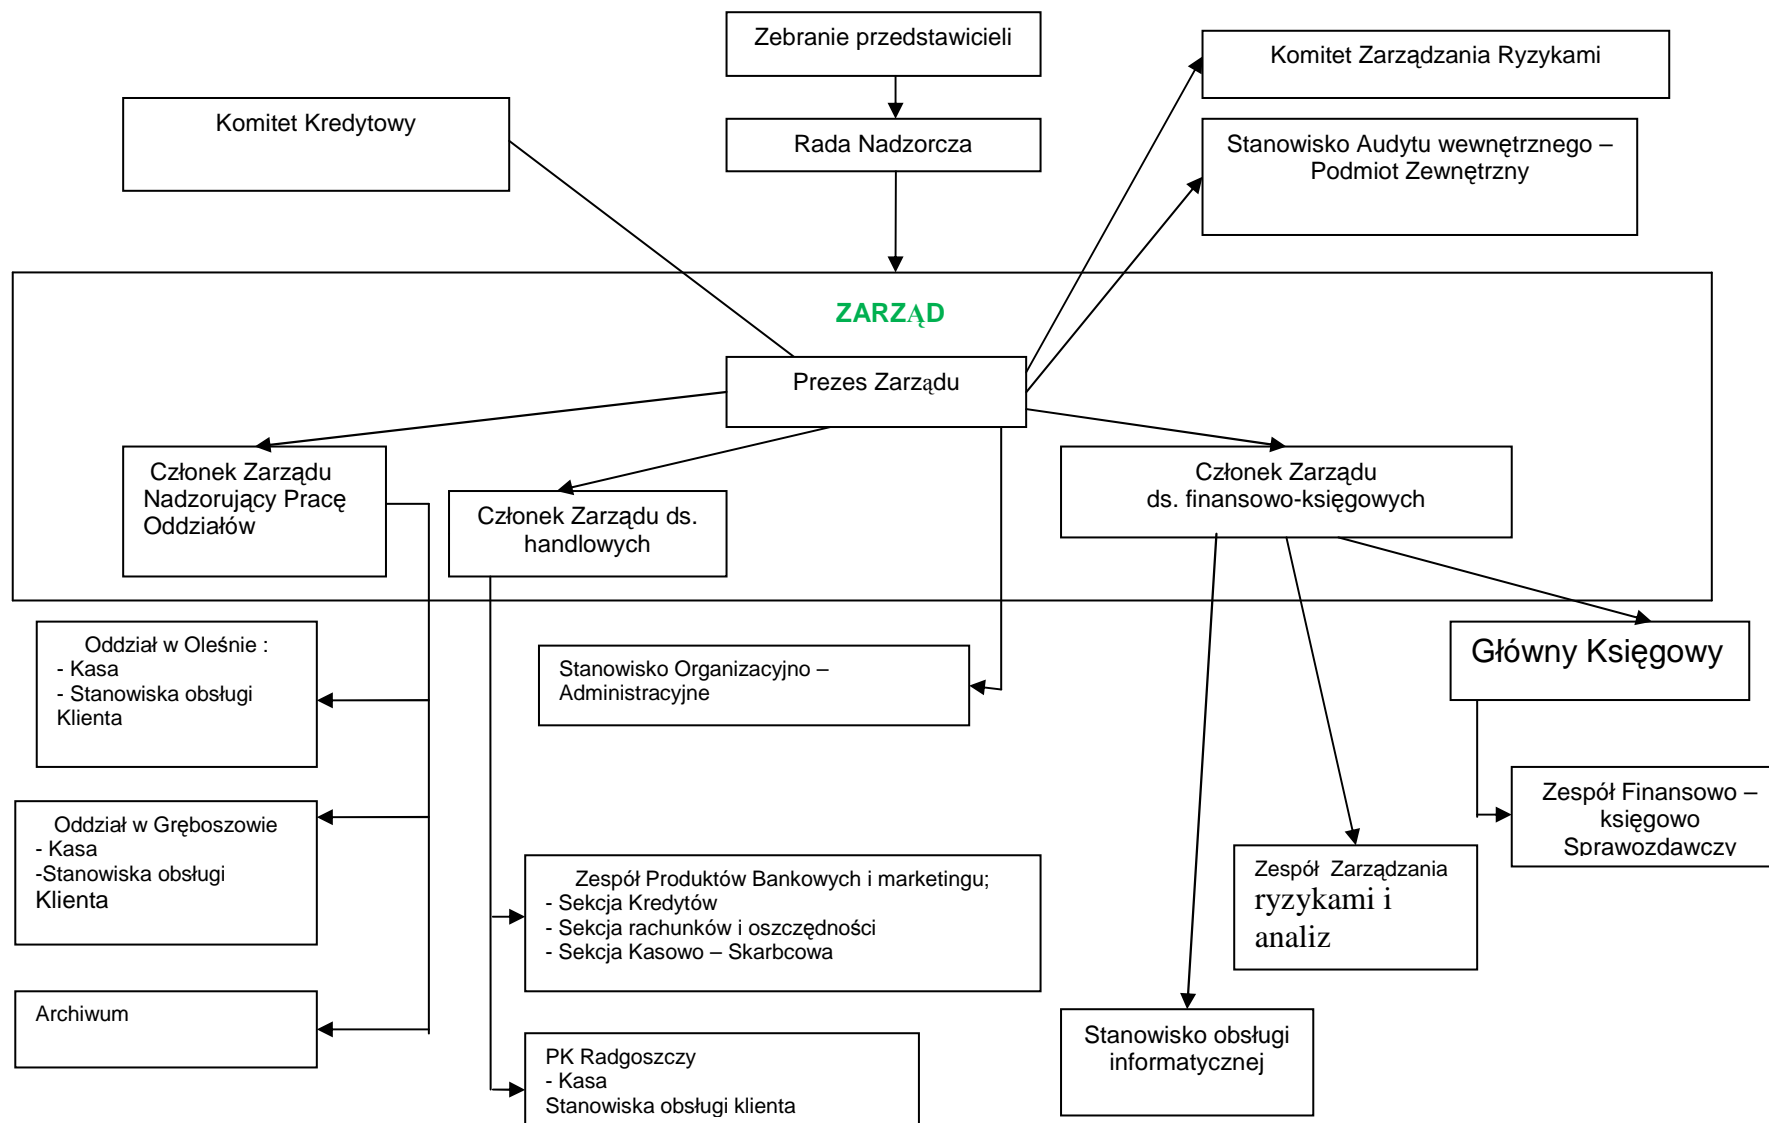 Zebranie przedstawicieli
Komitet Zarządzania Ryzykami
Komitet Kredytowy
Rada Nadzorcza
Stanowisko Audytu wewnętrznego –
Podmiot Zewnętrzny
ZARZĄD
Prezes Zarządu
Członek Zarządu
Nadzorujący Pracę
Oddziałów
Członek Zarządu ds.
handlowych
Członek Zarządu
ds. finansowo-księgowych
Oddział w Oleśnie :
- Kasa
- Stanowiska obsługi
Klienta
Stanowisko Organizacyjno –
Administracyjne
Główny Księgowy
Oddział w Gręboszowie
- Kasa
-Stanowiska obsługi
Klienta
Zespół Finansowo –
księgowo
Sprawozdawczy
Zespół Produktów Bankowych i marketingu;
- Sekcja Kredytów
- Sekcja rachunków i oszczędności
- Sekcja Kasowo – Skarbcowa
Zespół Zarządzania
ryzykami i
analiz
Archiwum
Stanowisko obsługi
informatycznej
PK Radgoszczy
- Kasa
Stanowiska obsługi klienta